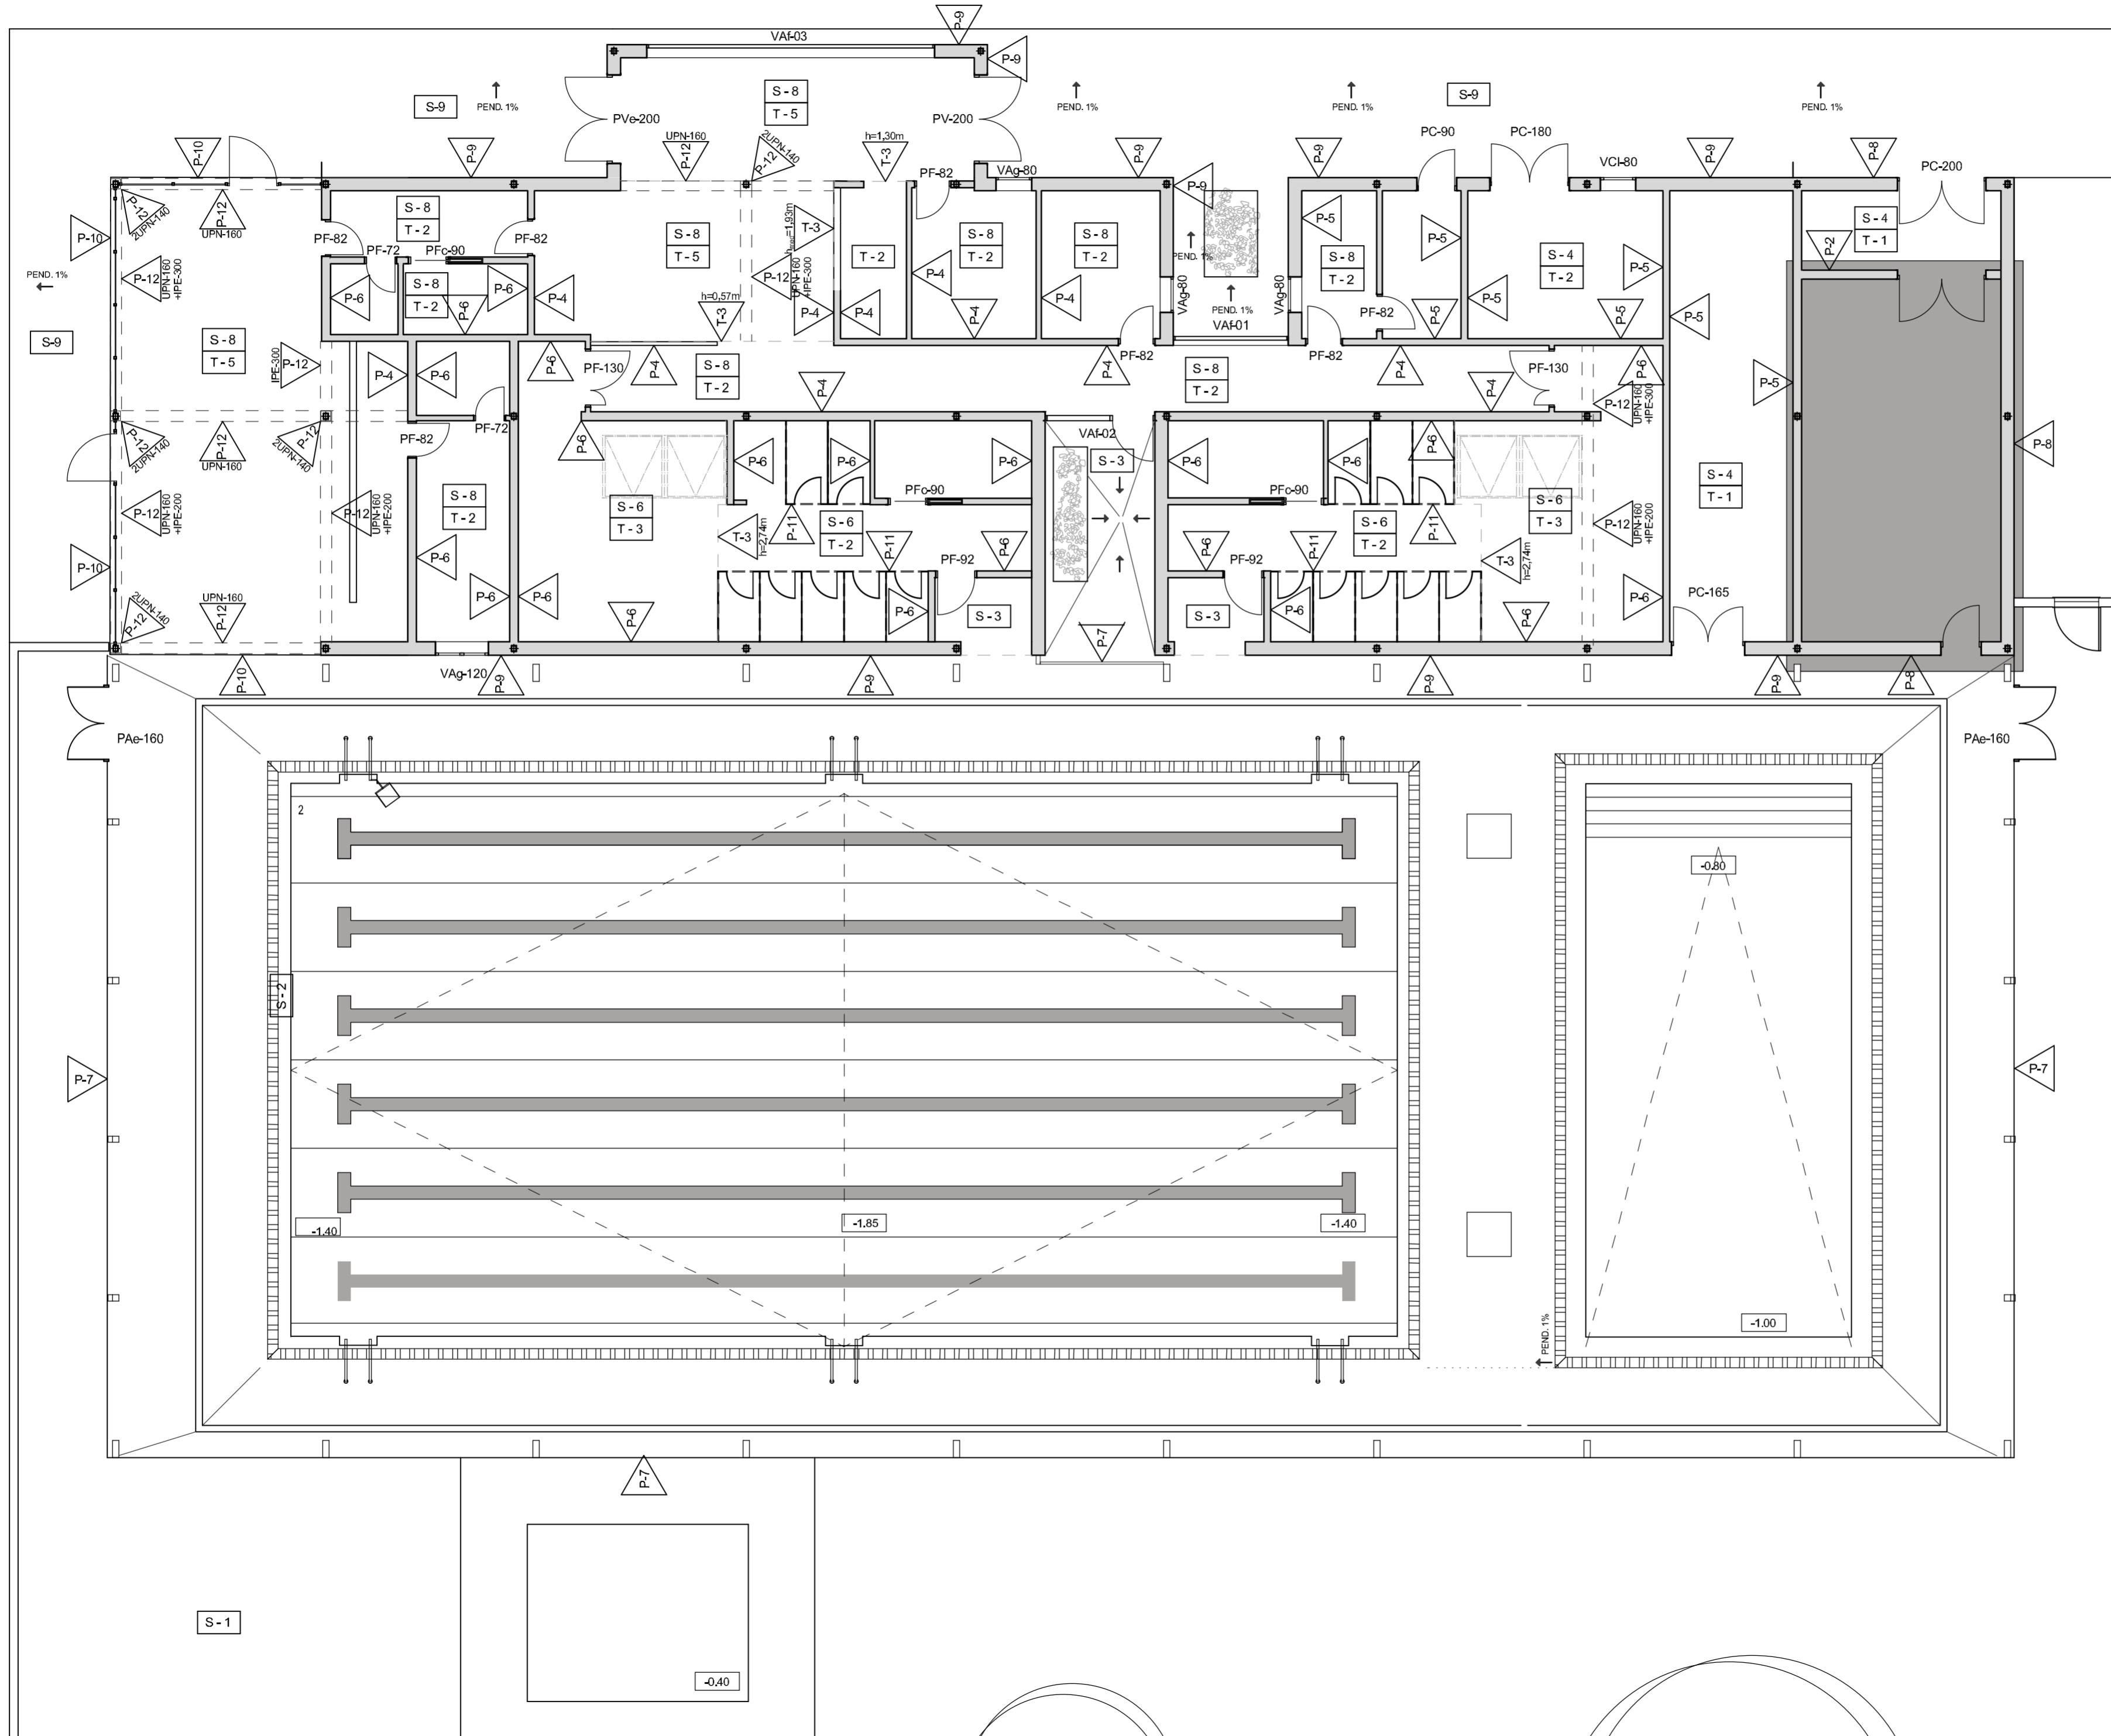 P-9
VAf-03
P-9
S-9
PEND. 1%
S - 8
T - 5
PEND. 1%
PEND. 1%
S-9
PEND. 1%
PVe-200
PV-200
PC-90
PC-180
PC-200
P-10
P-9
UPN-160
P-12
2UPN-140
P-12
h=1,30m
T-3
PF-82
VAg-80
P-9
P-9
P-9
VCl-80
P-9
P-8
P-12
2UPN-140
P-12
UPN-160
S - 8
T - 2
P-10
PF-82
PF-72
PFc-90
PF-82
S - 8
T - 5
T-3
h
=1,93m
T - 2
S - 8
T - 2
S - 8
T - 2
PEND. 1%
P-5
S - 8
T - 2
P-5
S - 4
T - 2
P-5
S - 4
T - 1
P-2
PEND. 1%
P-12
UPN-160
+IPE-300
P-6
S - 8
T - 2
P-6
P-6
P-4
P-12
UPN-160
+IPE-300
P-4
P-4
P-4
P-4
P-4
VAg-80
PEND. 1%
VAf-01
VAg-80
PF-82
P-5
P-5
P-5
P-5
S-9
S - 8
T - 5
IPE-300
P-12
P-4
P-6
P-6
h=0,57m
T-3
PF-130
P-4
S - 8
T - 2
P-4
PF-82
P-4
S - 8
T - 2
PF-82
P-4
P-4
PF-130
P-6
P-12
UPN-160
+IPE-300
P-5
P-12
2UPN-140
P-12
UPN-160
P-12
2UPN-140
PF-82
PF-72
P-6
P-6
P-6
P-6
VAf-02
S - 3
P-6
P-6
P-6
P-8
P-12
UPN-160
+IPE-200
P-12
UPN-160
+IPE-200
S - 8
T - 2
S - 6
T - 3
T-3
h=2,74m
P-11
S - 6
T - 2
PFc-90
PFc-90
S - 6
T - 2
P-11
S - 6
T - 3
P-12
UPN-160
+IPE-200
S - 4
T - 1
P-10
P-6
P-11
PF-92
P-6
P-6
PF-92
P-11
T-3
h=2,74m
P-12
2UPN-140
UPN-160
P-12
P-6
P-6
P-6
P-6
S - 3
P-7
S - 3
P-6
P-6
P-6
PC-165
P-10
VAg-120
P-9
P-9
P-9
P-9
P-8
PAe-160
PAe-160
2
-0.80
S - 2
P-7
P-7
-1.40
-1.85
-1.40
-1.00
PEND. 1%
P-7
S - 1
-0.40